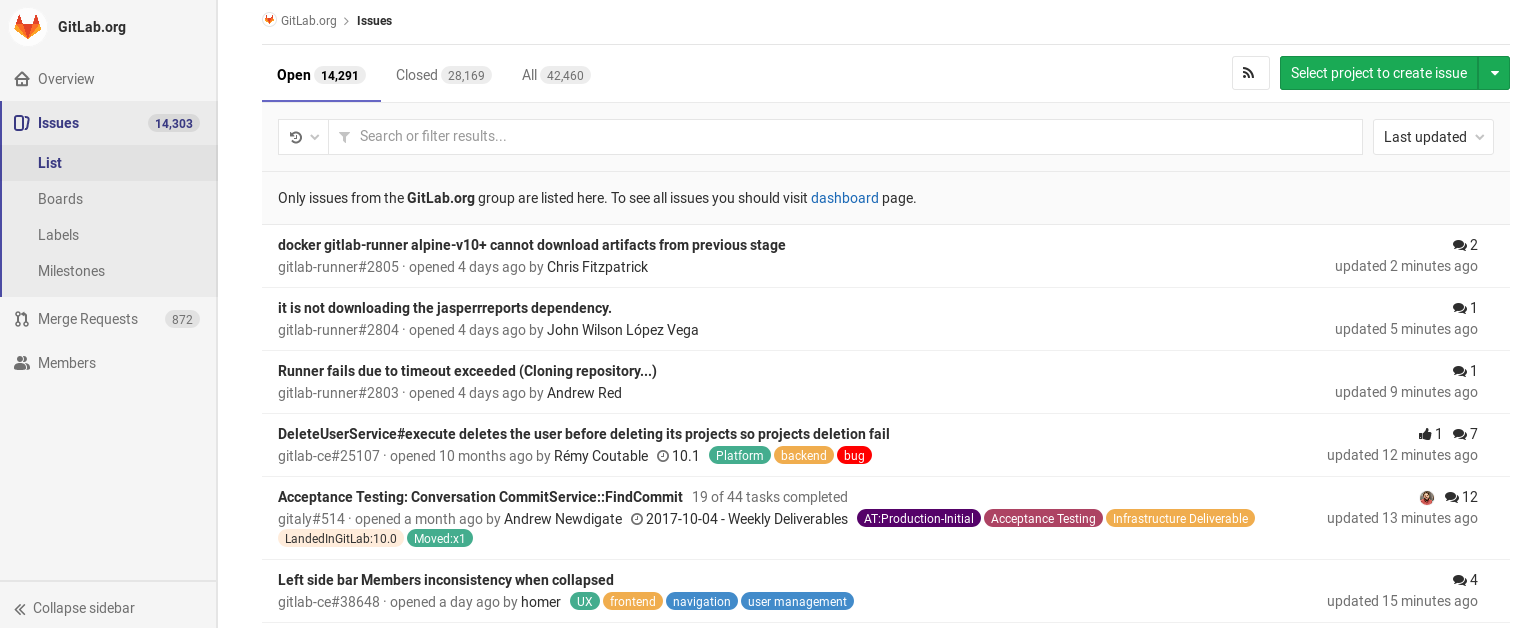 GitLab.org
Overview
Issues 14,303
List
Boards
Labels
Milestones
Merge Requests 872
Members
Collapse sidebar
GitLab.org > Issues
Open 14,291 Closed 28,169 All 42,460
Select project to create issue
Search or filter results...
Last updated
Only issues from the GitLab.org group are listed here. To see all issues you should visit dashboard page.
docker gitlab-runner alpine-v10+ cannot download artifacts from previous stage 2
gitlab-runner#2805 · opened 4 days ago by Chris Fitzpatrick updated 2 minutes ago
it is not downloading the jasperrreports dependency. 1
gitlab-runner#2804 · opened 4 days ago by John Wilson López Vega updated 5 minutes ago
Runner fails due to timeout exceeded (Cloning repository...) 1
gitlab-runner#2803 · opened 4 days ago by Andrew Red updated 9 minutes ago
DeleteUserService#execute deletes the user before deleting its projects so projects deletion fail 1 7
gitlab-ce#25107 · opened 10 months ago by Rémy Coutable 10.1 Platform backend bug updated 12 minutes ago
Acceptance Testing: Conversation CommitService::FindCommit 19 of 44 tasks completed 12
gitaly#514 · opened a month ago by Andrew Newdigate 2017-10-04 - Weekly Deliverables AT:Production-Initial Acceptance Testing Infrastructure Deliverable updated 13 minutes ago
LandedInGitLab:10.0 Moved:x1
Left side bar Members inconsistency when collapsed 4
gitlab-ce#38648 · opened a day ago by homer UX frontend navigation user management updated 15 minutes ago